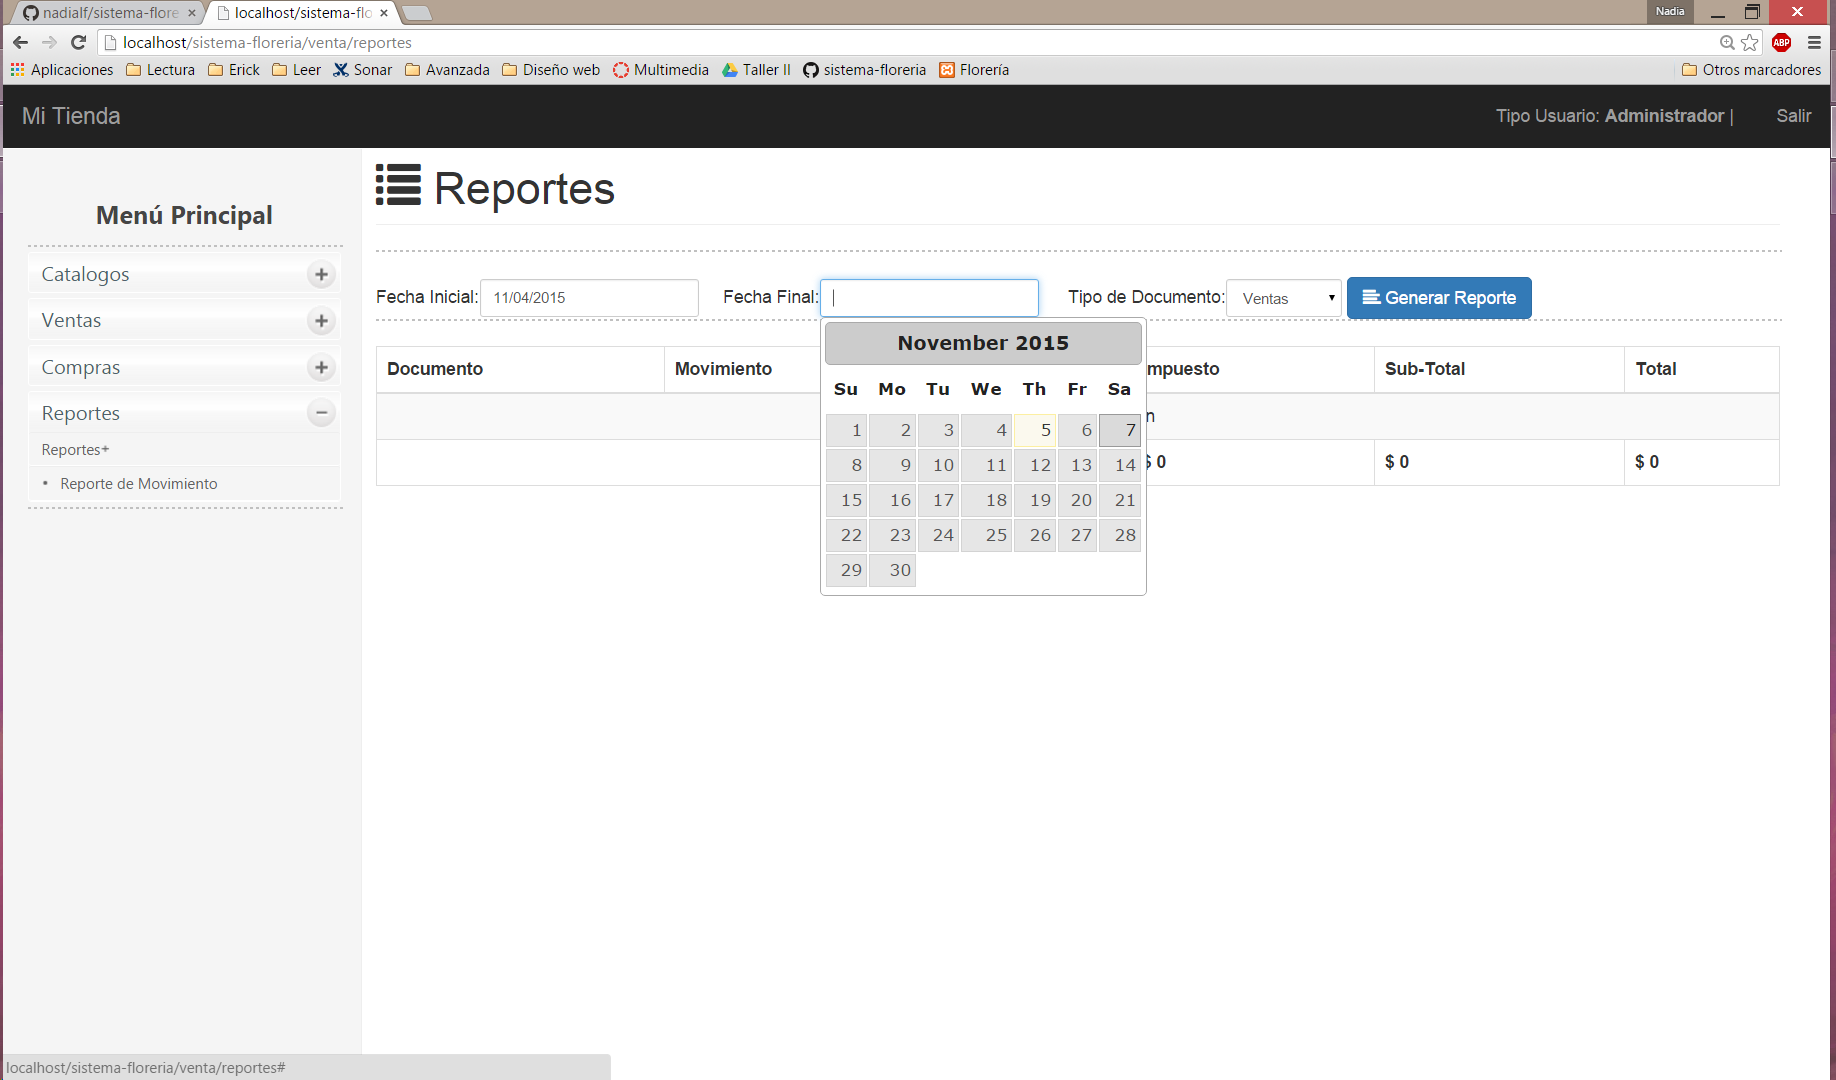 nadialf/sistema-flore
localhost/sistema-flo
Nadia
localhost/sistema-floreria/venta/reportes
ABP
Aplicaciones Lectura Erick Leer Sonar Avanzada Diseño web Multimedia Taller II sistema-floreria Florería Otros marcadores
Mi Tienda
Tipo Usuario: Administrador |
Salir
Menú Principal
Catalogos
Ventas
Compras
Reportes
Reportes+
• Reporte de Movimiento
Reportes
Fecha Inicial: 11/04/2015 Fecha Final: Tipo de Documento: Ventas Generar Reporte
Documento Movimiento mpuesto Sub-Total Total
n
$ 0 $ 0 $ 0
November 2015
Su Mo Tu We Th Fr Sa
1 2 3 4 5 6 7
8 9 10 11 12 13 14
15 16 17 18 19 20 21
22 23 24 25 26 27 28
29 30
localhost/sistema-floreria/venta/reportes#